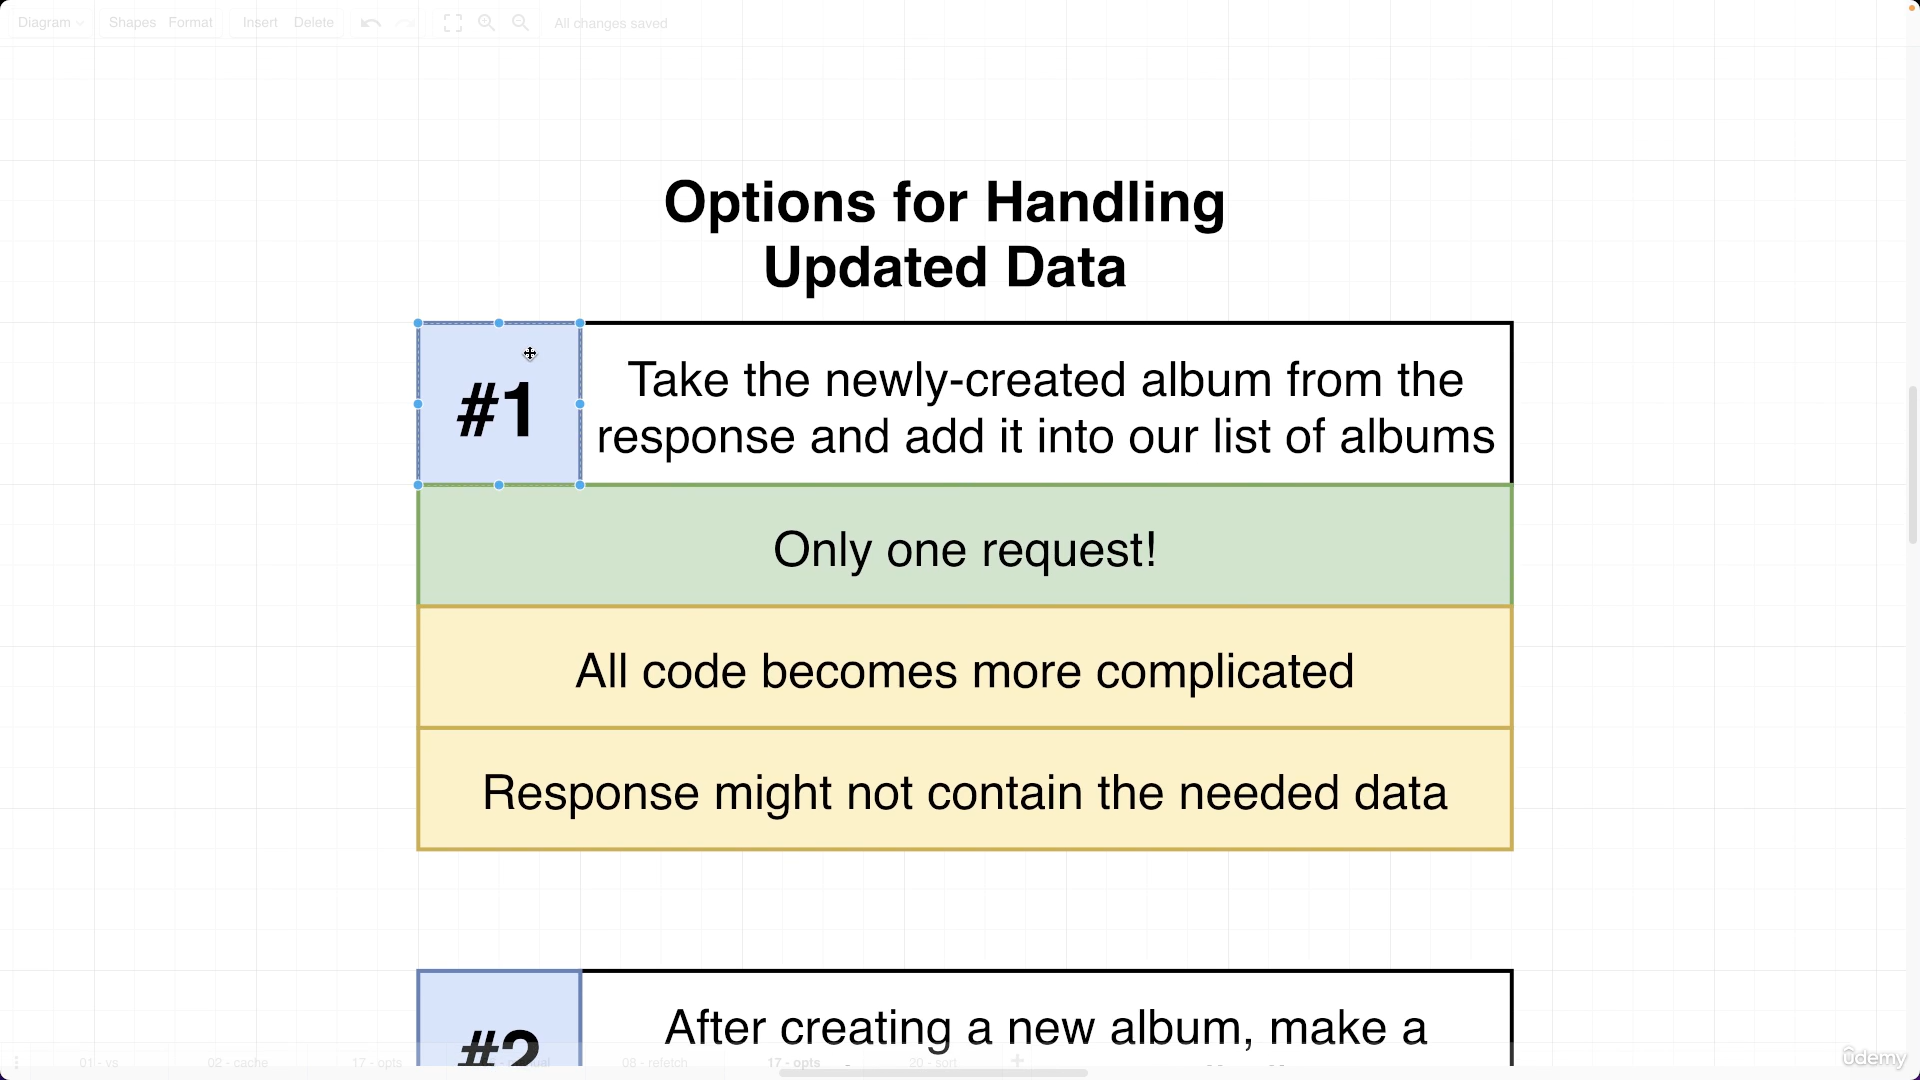 Diagram Shapes Format Insert Delete All changes saved
Options for Handling
Updated Data
#1
Take the newly-created album from the
response and add it into our list of albums
Only one request!
All code becomes more complicated
Response might not contain the needed data
#2
After creating a new album, make a
01 - vs 02 - cache 17 - opts 08 - refetch 17 - opts 20 - sort
ûdemy